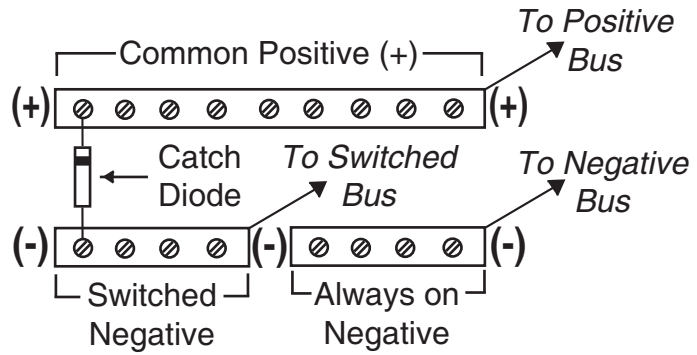 To Positive
Bus
Common Positive (+)
(+)
(+)
Catch
Diode
To Switched
Bus
To Negative
Bus
(-)
(-)
(-)
Switched
Negative
Always on
Negative